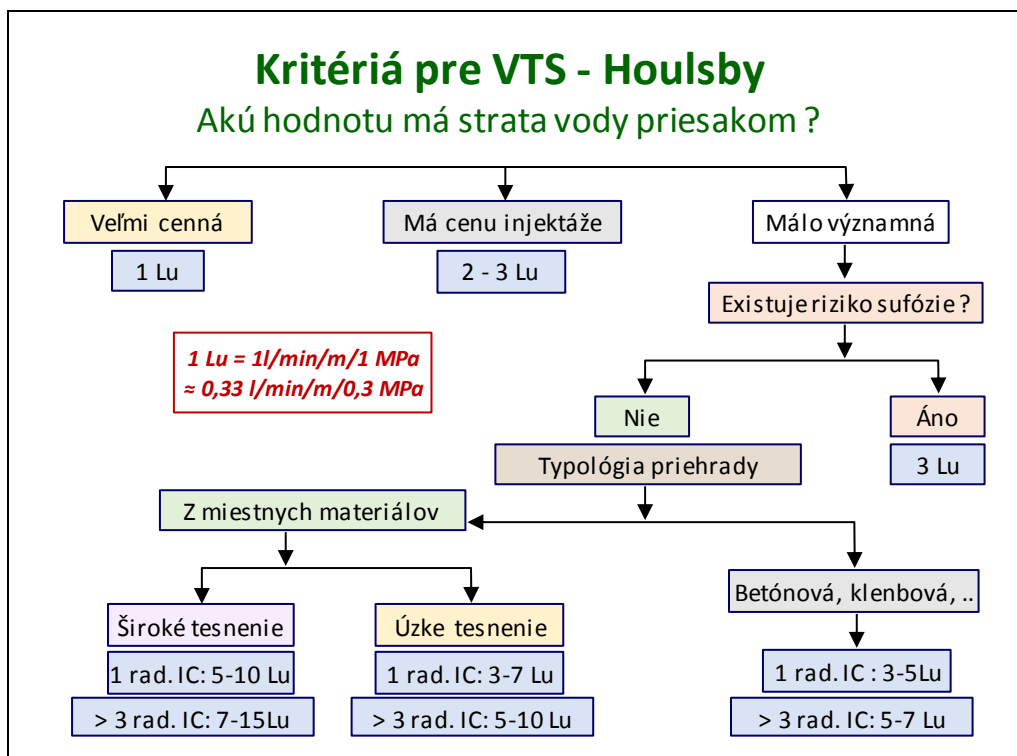 Kritériá pre VTS - Houlsby
Akú hodnotu má strata vody priesakom ?
Veľmi cenná
Má cenu injektáže
Málo významná
1 Lu
2 - 3 Lu
Existuje riziko sufózie ?
1 Lu = 1l/min/m/1 MPa
≈ 0,33 l/min/m/0,3 MPa
Nie
Áno
Typológia priehrady
3 Lu
Z miestnych materiálov
Betónová, klenbová, ..
Široké tesnenie
Úzke tesnenie
1 rad. IC: 5-10 Lu
1 rad. IC: 3-7 Lu
1 rad. IC : 3-5Lu
> 3 rad. IC: 7-15Lu
> 3 rad. IC: 5-10 Lu
> 3 rad. IC: 5-7 Lu